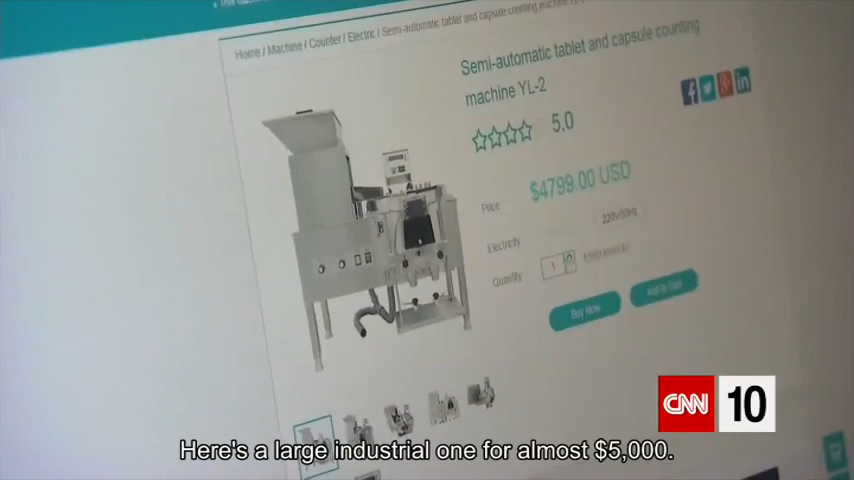 Home / Machine / Counter / Electric / Semi-automatic tablet and capsule counting machine
Semi-automatic tablet and capsule counting
machine YL-2
5.0
Price
$4799.00 USD
Electricity
220v/50Hz
Quantity
1
Buy Now
Add to Cart
CNN
10
Here's a large industrial one for almost $5,000.